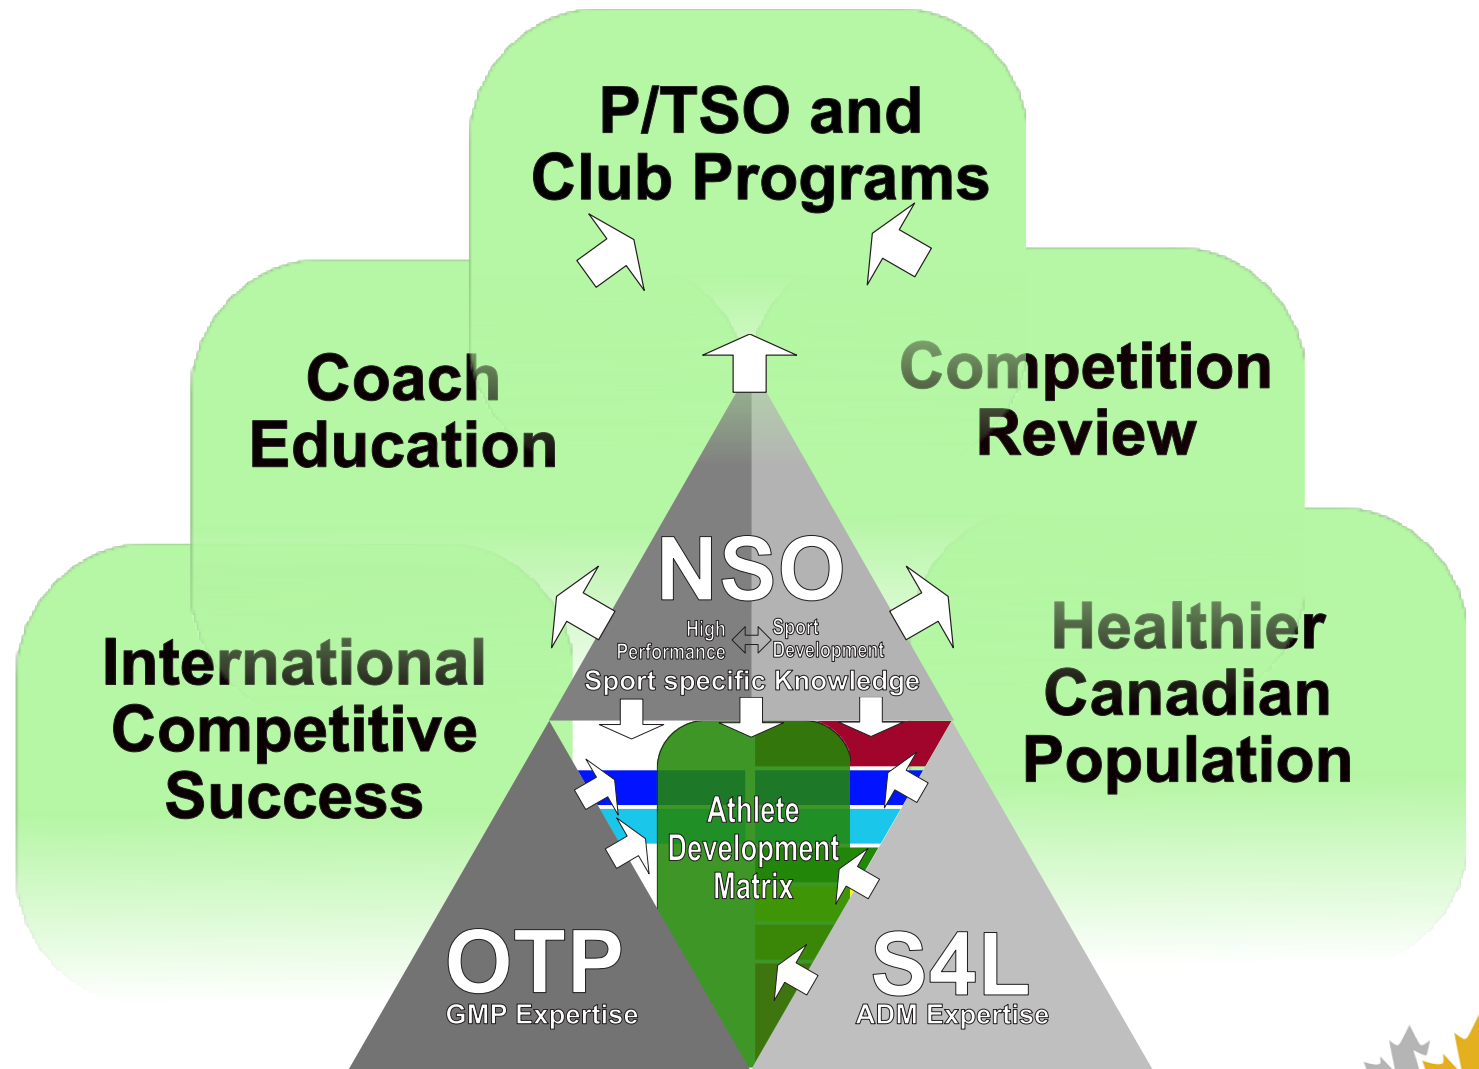 P/TSO and
Club Programs
Coach
Education
Competition
Review
International
Competitive
Success
Healthier
Canadian
Population
NSO
High
Performance
Sport
Development
Sport specific Knowledge
Athlete
Development
Matrix
OTP
GMP Expertise
S4L
ADM Expertise